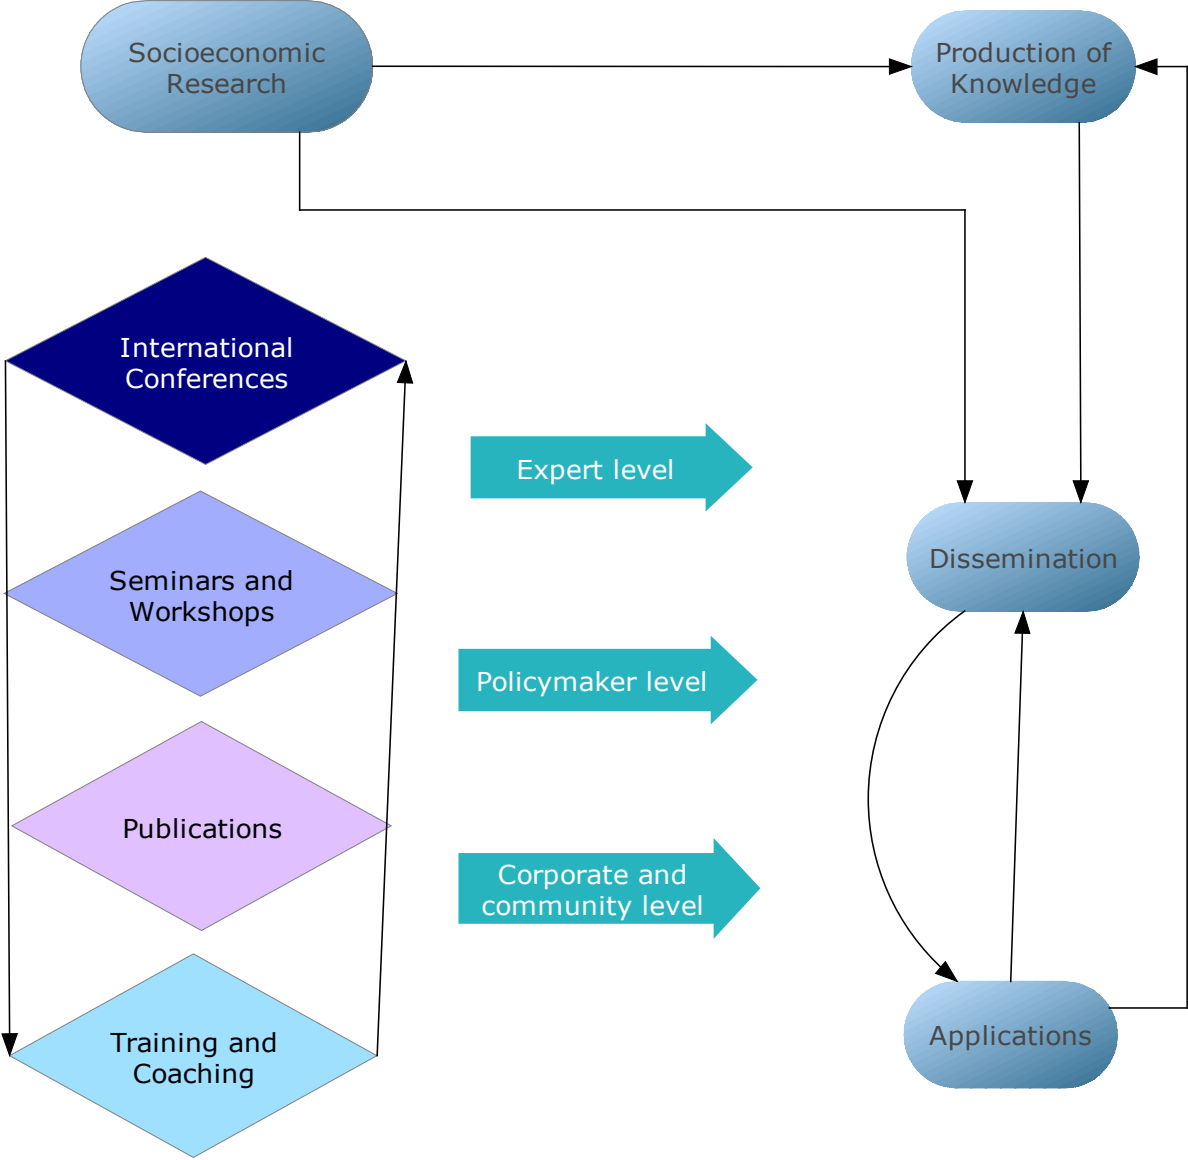 Socioeconomic
Research
Production of
Knowledge
International
Conferences
Expert level
Seminars and
Workshops
Dissemination
Policymaker level
Publications
Corporate and
community level
Training and
Coaching
Applications